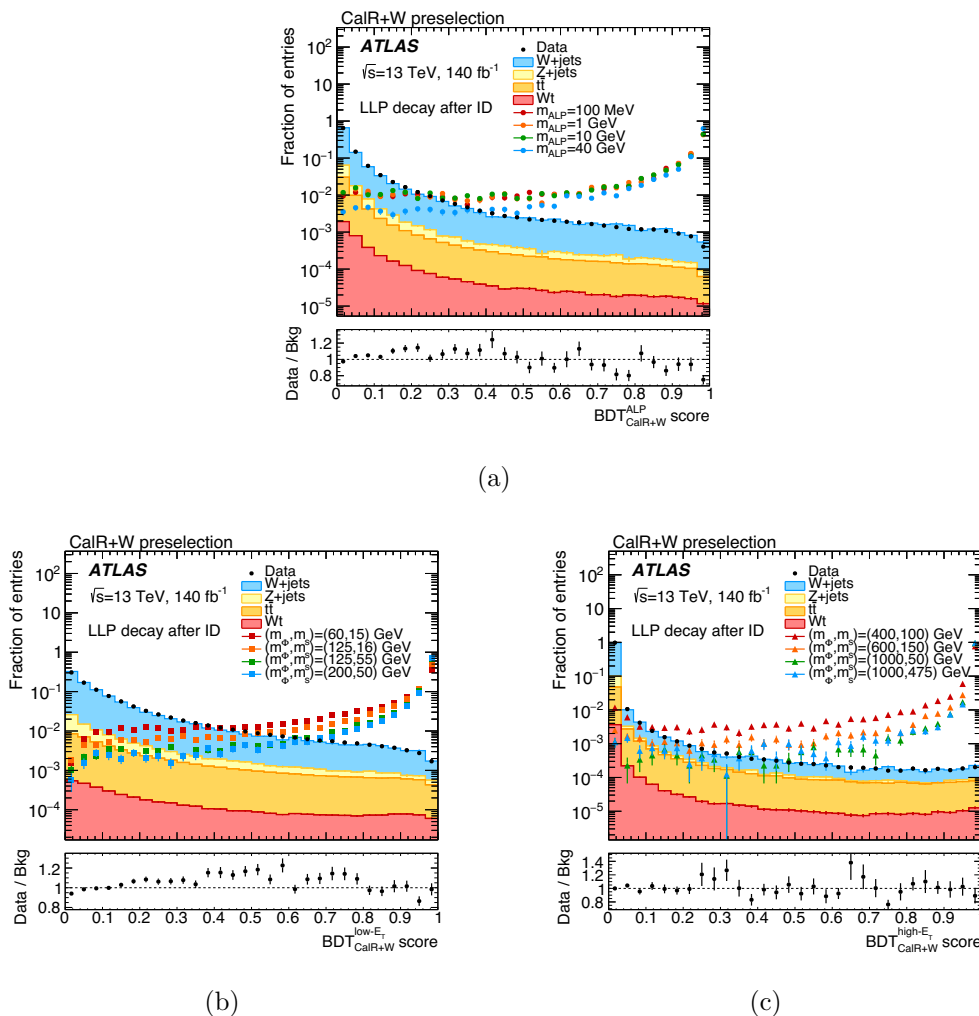 CalR+W preselection
ATLAS
√s=13 TeV, 140 fb⁻¹
LLP decay after ID
Data
W+jets
Z+jets
tt̄
Wt
m_ALP=100 MeV
m_ALP=1 GeV
m_ALP=10 GeV
m_ALP=40 GeV
Fraction of entries
10²
10
1
10⁻¹
10⁻²
10⁻³
10⁻⁴
10⁻⁵
Data / Bkg
1.2
1
0.8
0 0.1 0.2 0.3 0.4 0.5 0.6 0.7 0.8 0.9 1
BDT^ALP_CalR+W score
(a)
CalR+W preselection
ATLAS
√s=13 TeV, 140 fb⁻¹
LLP decay after ID
Data
W+jets
Z+jets
tt̄
Wt
(m_Φ,m_s)=(60,15) GeV
(m_Φ,m_s)=(125,16) GeV
(m_Φ,m_s)=(125,55) GeV
(m_Φ,m_s)=(200,50) GeV
Fraction of entries
10²
10
1
10⁻¹
10⁻²
10⁻³
10⁻⁴
Data / Bkg
1.2
1
0.8
0 0.1 0.2 0.3 0.4 0.5 0.6 0.7 0.8 0.9 1
BDT^low-E_T_CalR+W score
(b)
CalR+W preselection
ATLAS
√s=13 TeV, 140 fb⁻¹
LLP decay after ID
Data
W+jets
Z+jets
tt̄
Wt
(m_Φ,m_s)=(400,100) GeV
(m_Φ,m_s)=(600,150) GeV
(m_Φ,m_s)=(1000,50) GeV
(m_Φ,m_s)=(1000,475) GeV
Fraction of entries
10²
10
1
10⁻¹
10⁻²
10⁻³
10⁻⁴
10⁻⁵
Data / Bkg
1.4
1.2
1
0.8
0 0.1 0.2 0.3 0.4 0.5 0.6 0.7 0.8 0.9
BDT^high-E_T_CalR+W score
(c)